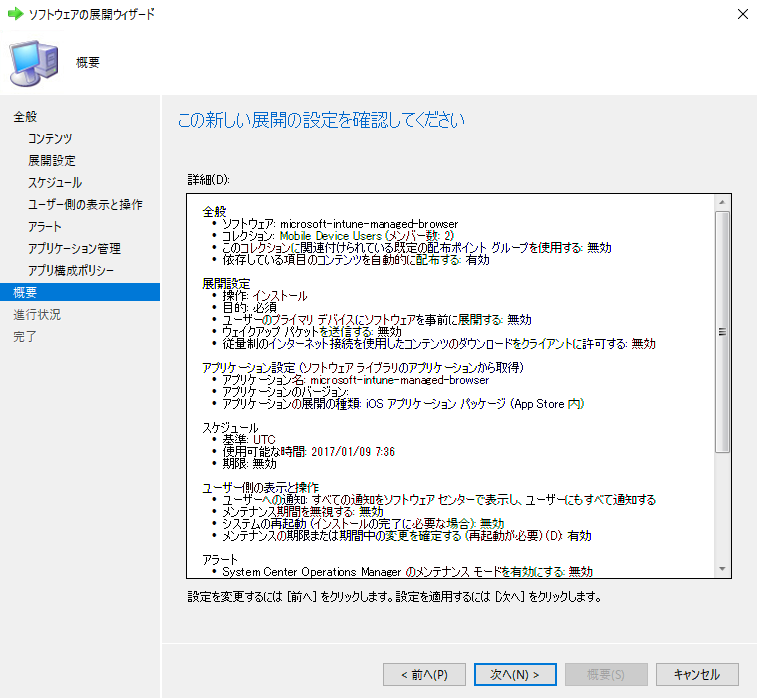 ソフトウェアの展開ウィザード
概要
全般
コンテンツ
展開設定
スケジュール
ユーザー側の表示と操作
アラート
アプリケーション管理
アプリ構成ポリシー
概要
進行状況
完了
この新しい展開の設定を確認してください
詳細(D):
全般
• ソフトウェア: microsoft-intune-managed-browser
• コレクション: Mobile Device Users (メンバー数: 2)
• このコレクションに関連付けられている既定の配布ポイント グループを使用する: 無効
• 依存している項目のコンテンツを自動的に配布する: 有効
展開設定
• 操作: インストール
• 目的: 必須
• ユーザーのプライマリ デバイスにソフトウェアを事前に展開する: 無効
• ウェイクアップ パケットを送信する: 無効
• 従量制のインターネット接続を使用したコンテンツのダウンロードをクライアントに許可する: 無効
アプリケーション設定 (ソフトウェア ライブラリのアプリケーションから取得)
• アプリケーション名: microsoft-intune-managed-browser
• アプリケーションのバージョン:
• アプリケーションの展開の種類: iOS アプリケーション パッケージ (App Store 内)
スケジュール
• 基準: UTC
• 使用可能な時間: 2017/01/09 7:36
• 期限: 無効
ユーザー側の表示と操作
• ユーザーへの通知: すべての通知をソフトウェア センターで表示し、ユーザーにもすべて通知する
• メンテナンス期間を無視する: 無効
• システムの再起動 (インストールの完了に必要な場合): 無効
• メンテナンスの期限または期間中の変更を確定する (再起動が必要) (D): 有効
アラート
• System Center Operations Manager のメンテナンス モードを有効にする: 無効
設定を変更するには [前へ] をクリックします。設定を適用するには [次へ] をクリックします。
< 前へ(P)
次へ(N) >
概要(S)
キャンセル